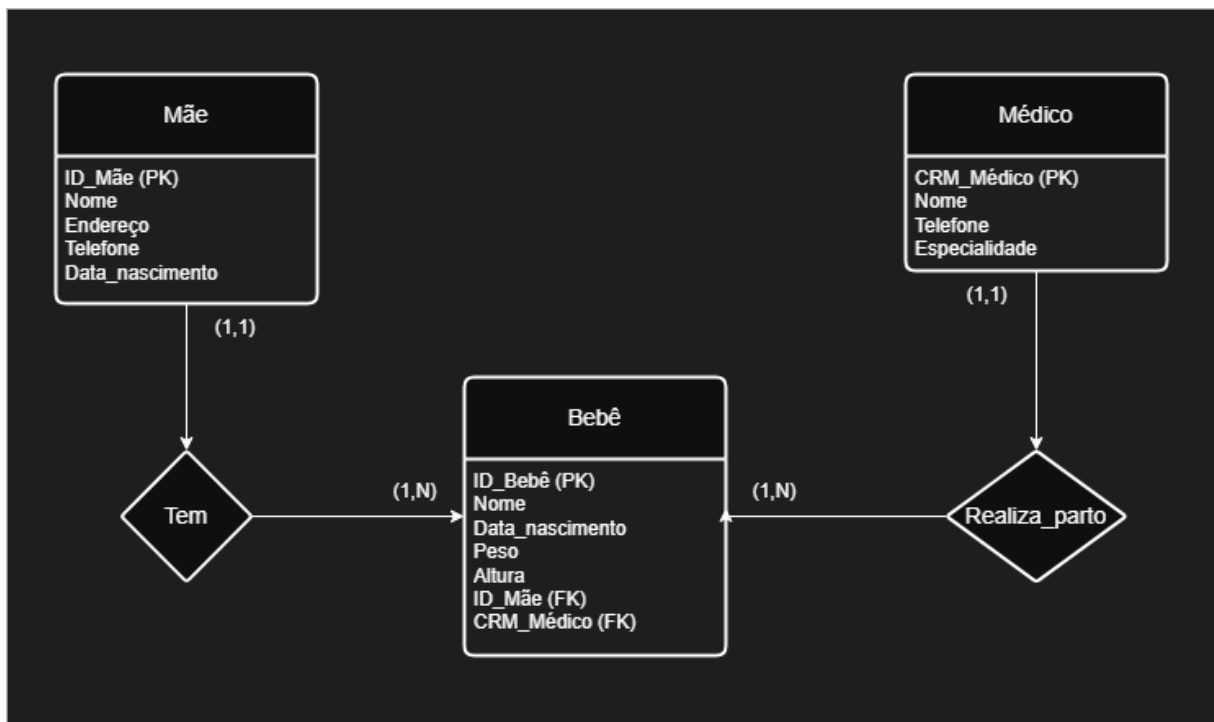 Mãe
ID_Mãe (PK)
Nome
Endereço
Telefone
Data_nascimento
(1,1)
Médico
CRM_Médico (PK)
Nome
Telefone
Especialidade
(1,1)
Tem
(1,N)
Bebê
ID_Bebê (PK)
Nome
Data_nascimento
Peso
Altura
ID_Mãe (FK)
CRM_Médico (FK)
(1,N)
Realiza_parto